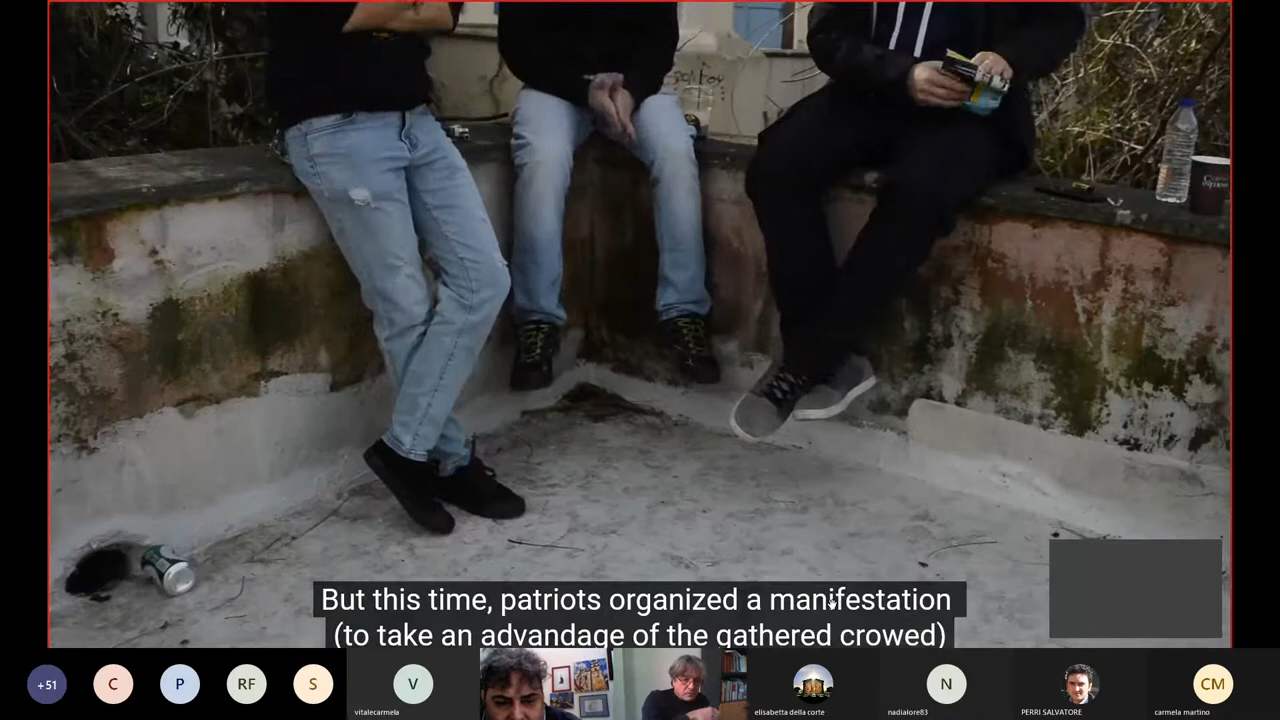 But this time, patriots organized a manifestation
(to take an advandage of the gathered crowed)
+51
C
P
RF
S
V
vitalecarmela
elisabetta della corte
N
nadialore83
PERRI SALVATORE
CM
carmela martino